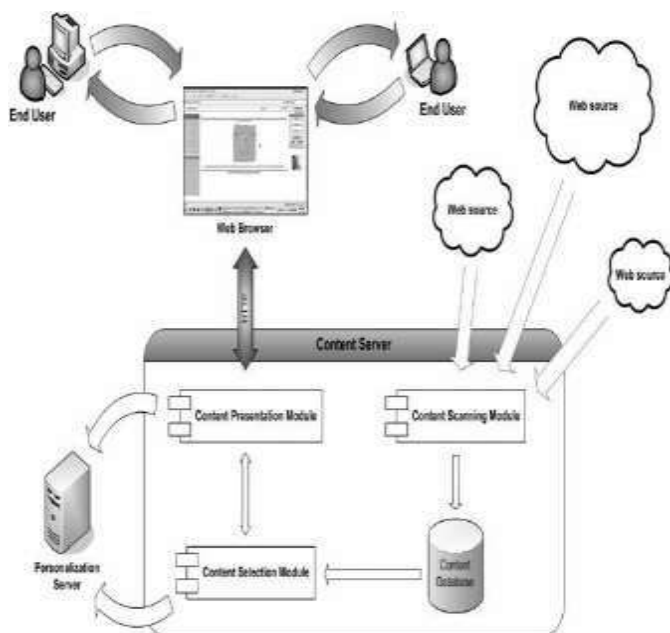 End User
End User
Web source
Web source
Web source
Web Browser
HTTP
Content Server
Content Presentation Module
Content Scanning Module
Personalization
Server
Content Selection Module
Content
Database